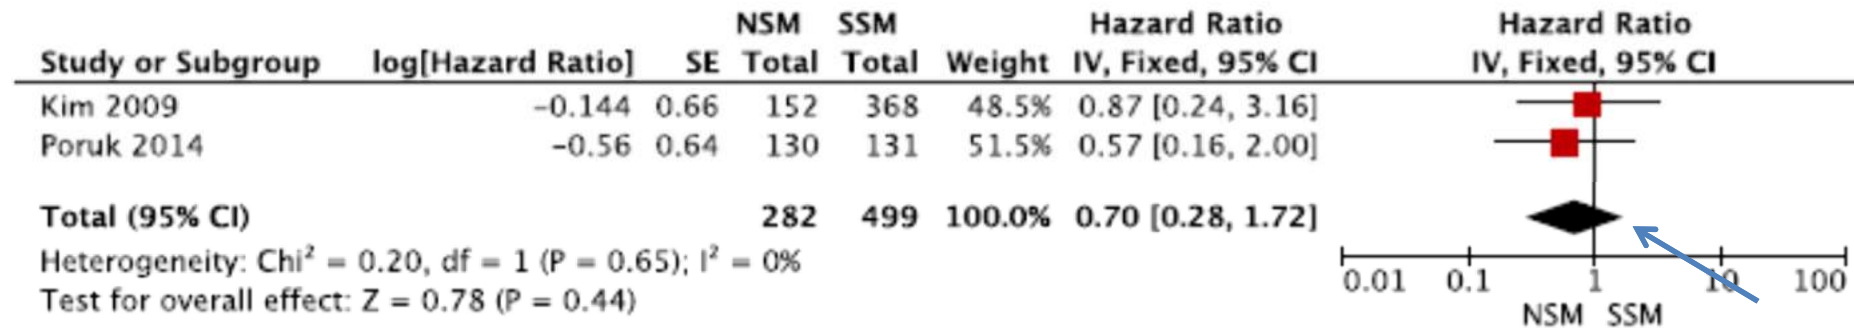 NSM SSM Hazard Ratio Hazard Ratio
Study or Subgroup log[Hazard Ratio] SE Total Total Weight IV, Fixed, 95% CI IV, Fixed, 95% CI
Kim 2009 −0.144 0.66 152 368 48.5% 0.87 [0.24, 3.16]
Poruk 2014 −0.56 0.64 130 131 51.5% 0.57 [0.16, 2.00]
Total (95% CI) 282 499 100.0% 0.70 [0.28, 1.72]
Heterogeneity: Chi² = 0.20, df = 1 (P = 0.65); I² = 0%
0.01 0.1 1 10 100
Test for overall effect: Z = 0.78 (P = 0.44)
NSM SSM